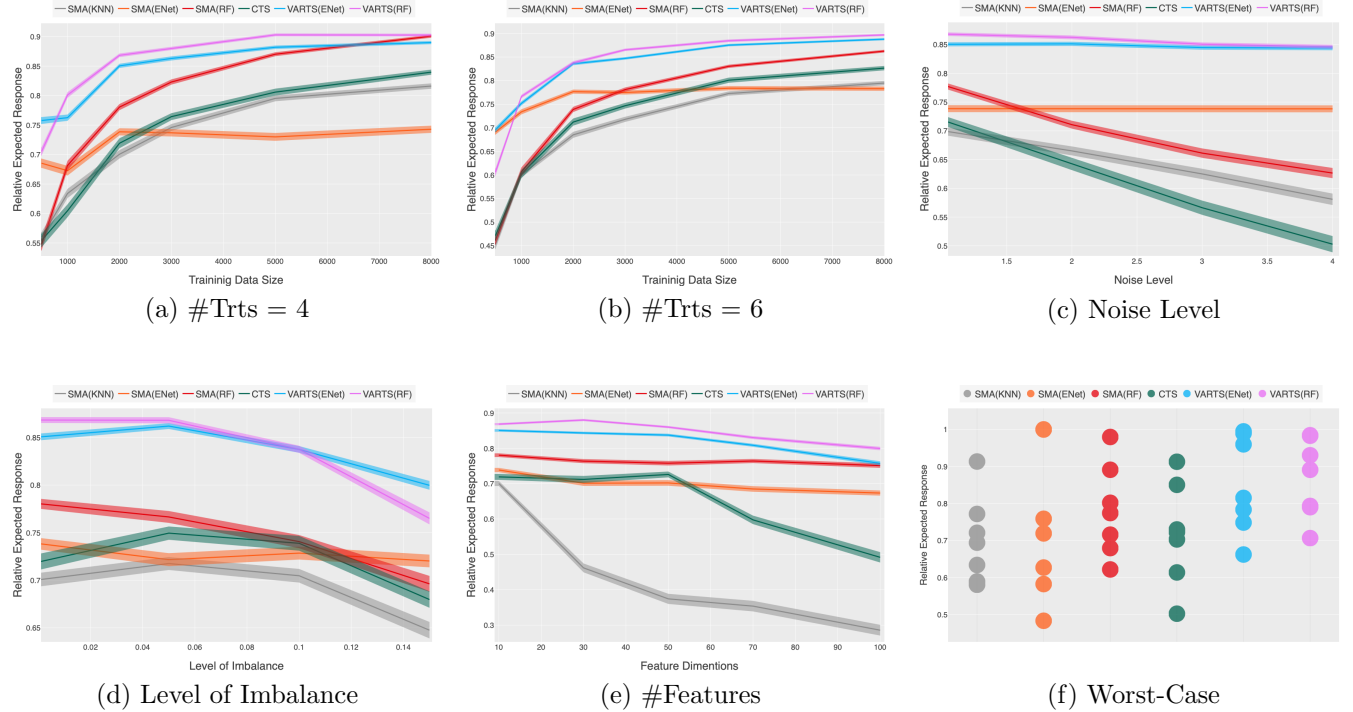 SMA(KNN) SMA(ENet) SMA(RF) CTS VARTS(ENet) VARTS(RF)
Relative Expected Response
0.9
0.85
0.8
0.75
0.7
0.65
0.6
0.55
1000 2000 3000 4000 5000 6000 7000 8000
Traininig Data Size
(a) #Trts = 4
SMA(KNN) SMA(ENet) SMA(RF) CTS VARTS(ENet) VARTS(RF)
Relative Expected Response
0.9
0.85
0.8
0.75
0.7
0.65
0.6
0.55
0.5
0.45
1000 2000 3000 4000 5000 6000 7000 8000
Traininig Data Size
(b) #Trts = 6
SMA(KNN) SMA(ENet) SMA(RF) CTS VARTS(ENet) VARTS(RF)
Relative Expected Response
0.85
0.8
0.75
0.7
0.65
0.6
0.55
0.5
1.5 2 2.5 3 3.5 4
Noise Level
(c) Noise Level
SMA(KNN) SMA(ENet) SMA(RF) CTS VARTS(ENet) VARTS(RF)
Relative Expected Response
0.85
0.8
0.75
0.7
0.65
0.02 0.04 0.06 0.08 0.1 0.12 0.14
Level of Imbalance
(d) Level of Imbalance
SMA(KNN) SMA(ENet) SMA(RF) CTS VARTS(ENet) VARTS(RF)
Relative Expected Response
0.9
0.8
0.7
0.6
0.5
0.4
0.3
10 20 30 40 50 60 70 80 90 100
Feature Dimentions
(e) #Features
SMA(KNN) SMA(ENet) SMA(RF) CTS VARTS(ENet) VARTS(RF)
Relative Expected Response
1
0.9
0.8
0.7
0.6
0.5
(f) Worst-Case